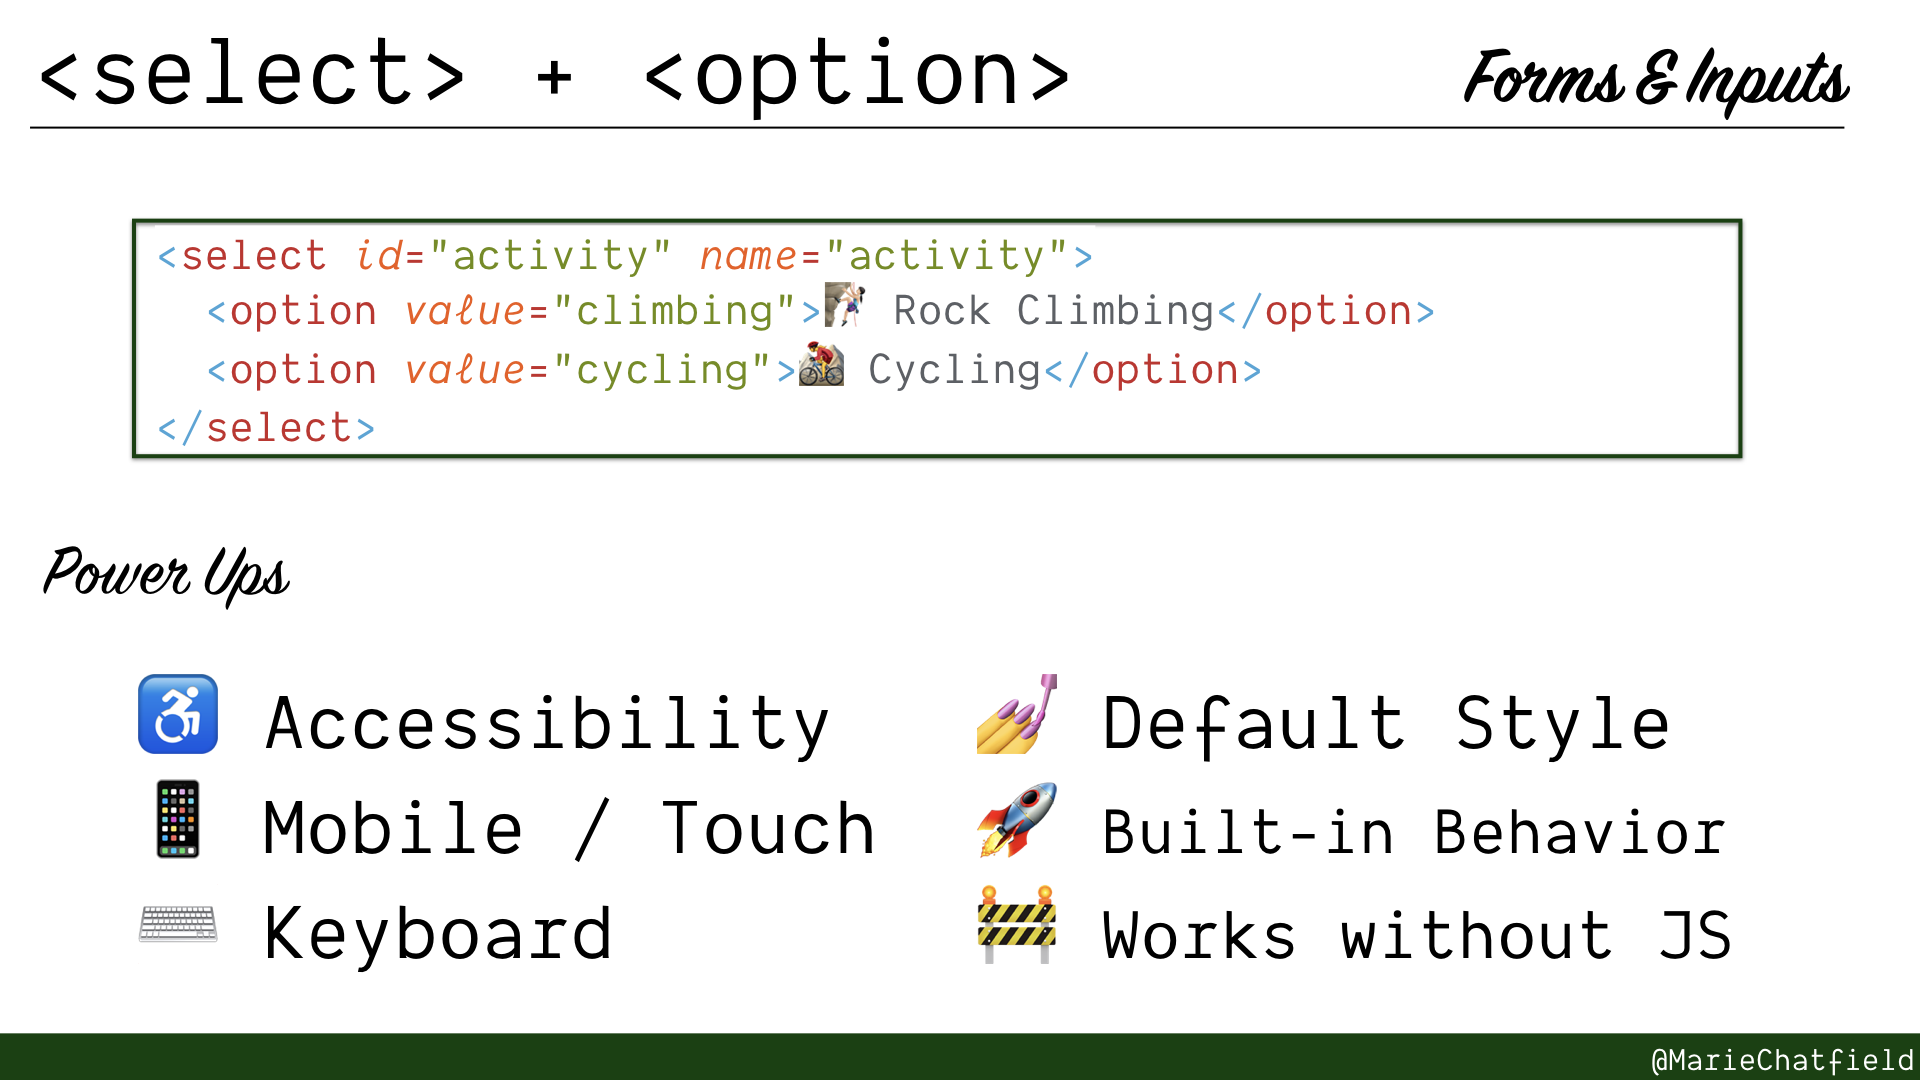 <select> + <option>
Forms & Inputs
<select id="activity" name="activity">
<option value="climbing">🧗‍♀️ Rock Climbing</option>
<option value="cycling">🚵 Cycling</option>
</select>
Power Ups
Accessibility
Mobile / Touch
Keyboard
Default Style
Built-in Behavior
Works without JS
@MarieChatfield